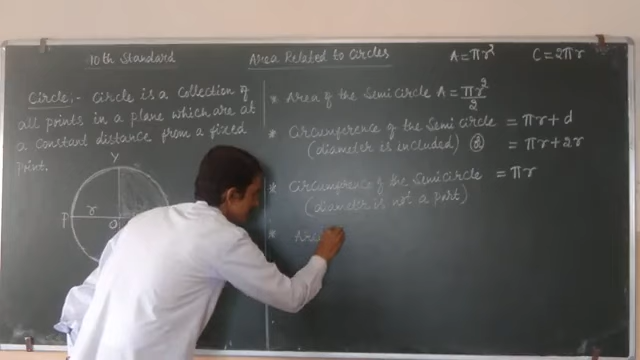 10th Standard
Area Related to Circles
A = πr²
C = 2πr
Circle:- Circle is a Collection of
all points in a plane which are at
a constant distance from a fixed
point.
Y
P
r
O
* Area of the Semi Circle A = πr²/2
* Circumference of the Semi Circle = πr + d
(diameter is included) (d) = πr + 2r
* Circumference of the Semicircle = πr
(Diameter is not a part)
* Area